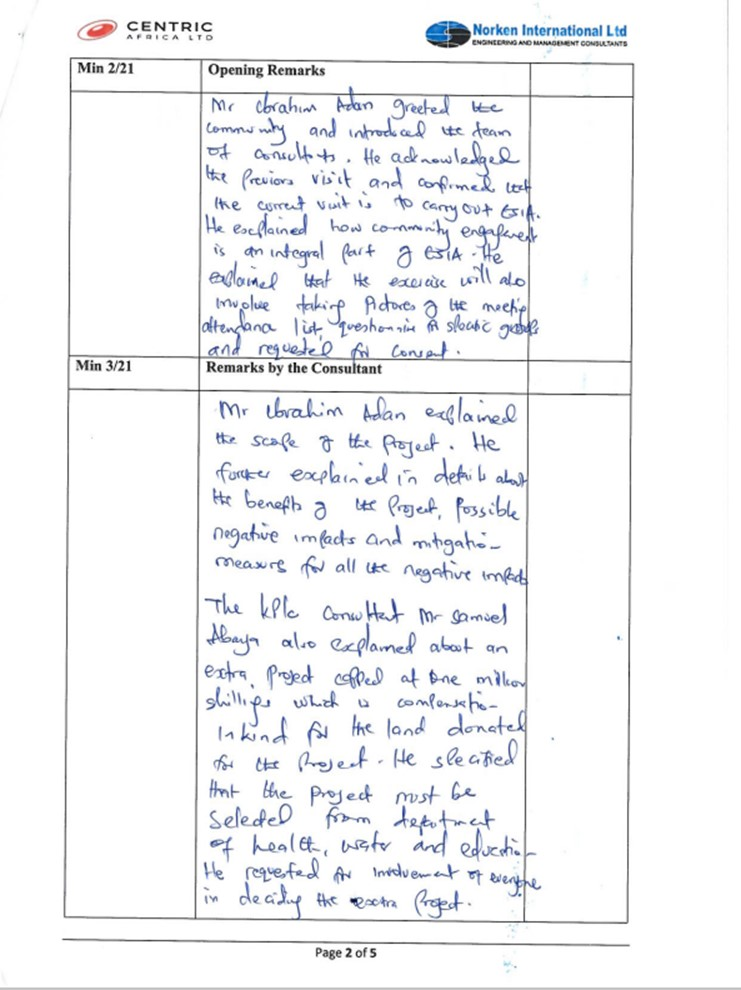 CENTRIC
AFRICA LTD
Norken International Ltd
ENGINEERING AND MANAGEMENT CONSULTANTS
Min 2/21 Opening Remarks
Mr Ibrahim Adan greeted the
community and introduced the team
of consultants. He acknowledged
the previous visit and confirmed that
the current visit is to carry out ESIA.
He explained how community engagement
is an integral part of ESIA. He
explained that the exercise will also
involve taking pictures of the meeting
attendance list, questionnaire for specific groups
and requested for consent.
Min 3/21 Remarks by the Consultant
Mr Ibrahim Adan explained
the scope of the project. He
further explained in details about
the benefits of the project, possible
negative impacts and mitigation
measures for all the negative impacts
The KPLC consultant Mr Samuel
Abaya also explained about an
extra project capped at one million
shillings which is compensation
in kind for the land donated
for the project. He specified
that the project must be
selected from department
of health, water and education
He requested for involvement of everyone
in deciding the extra project.
Page 2 of 5